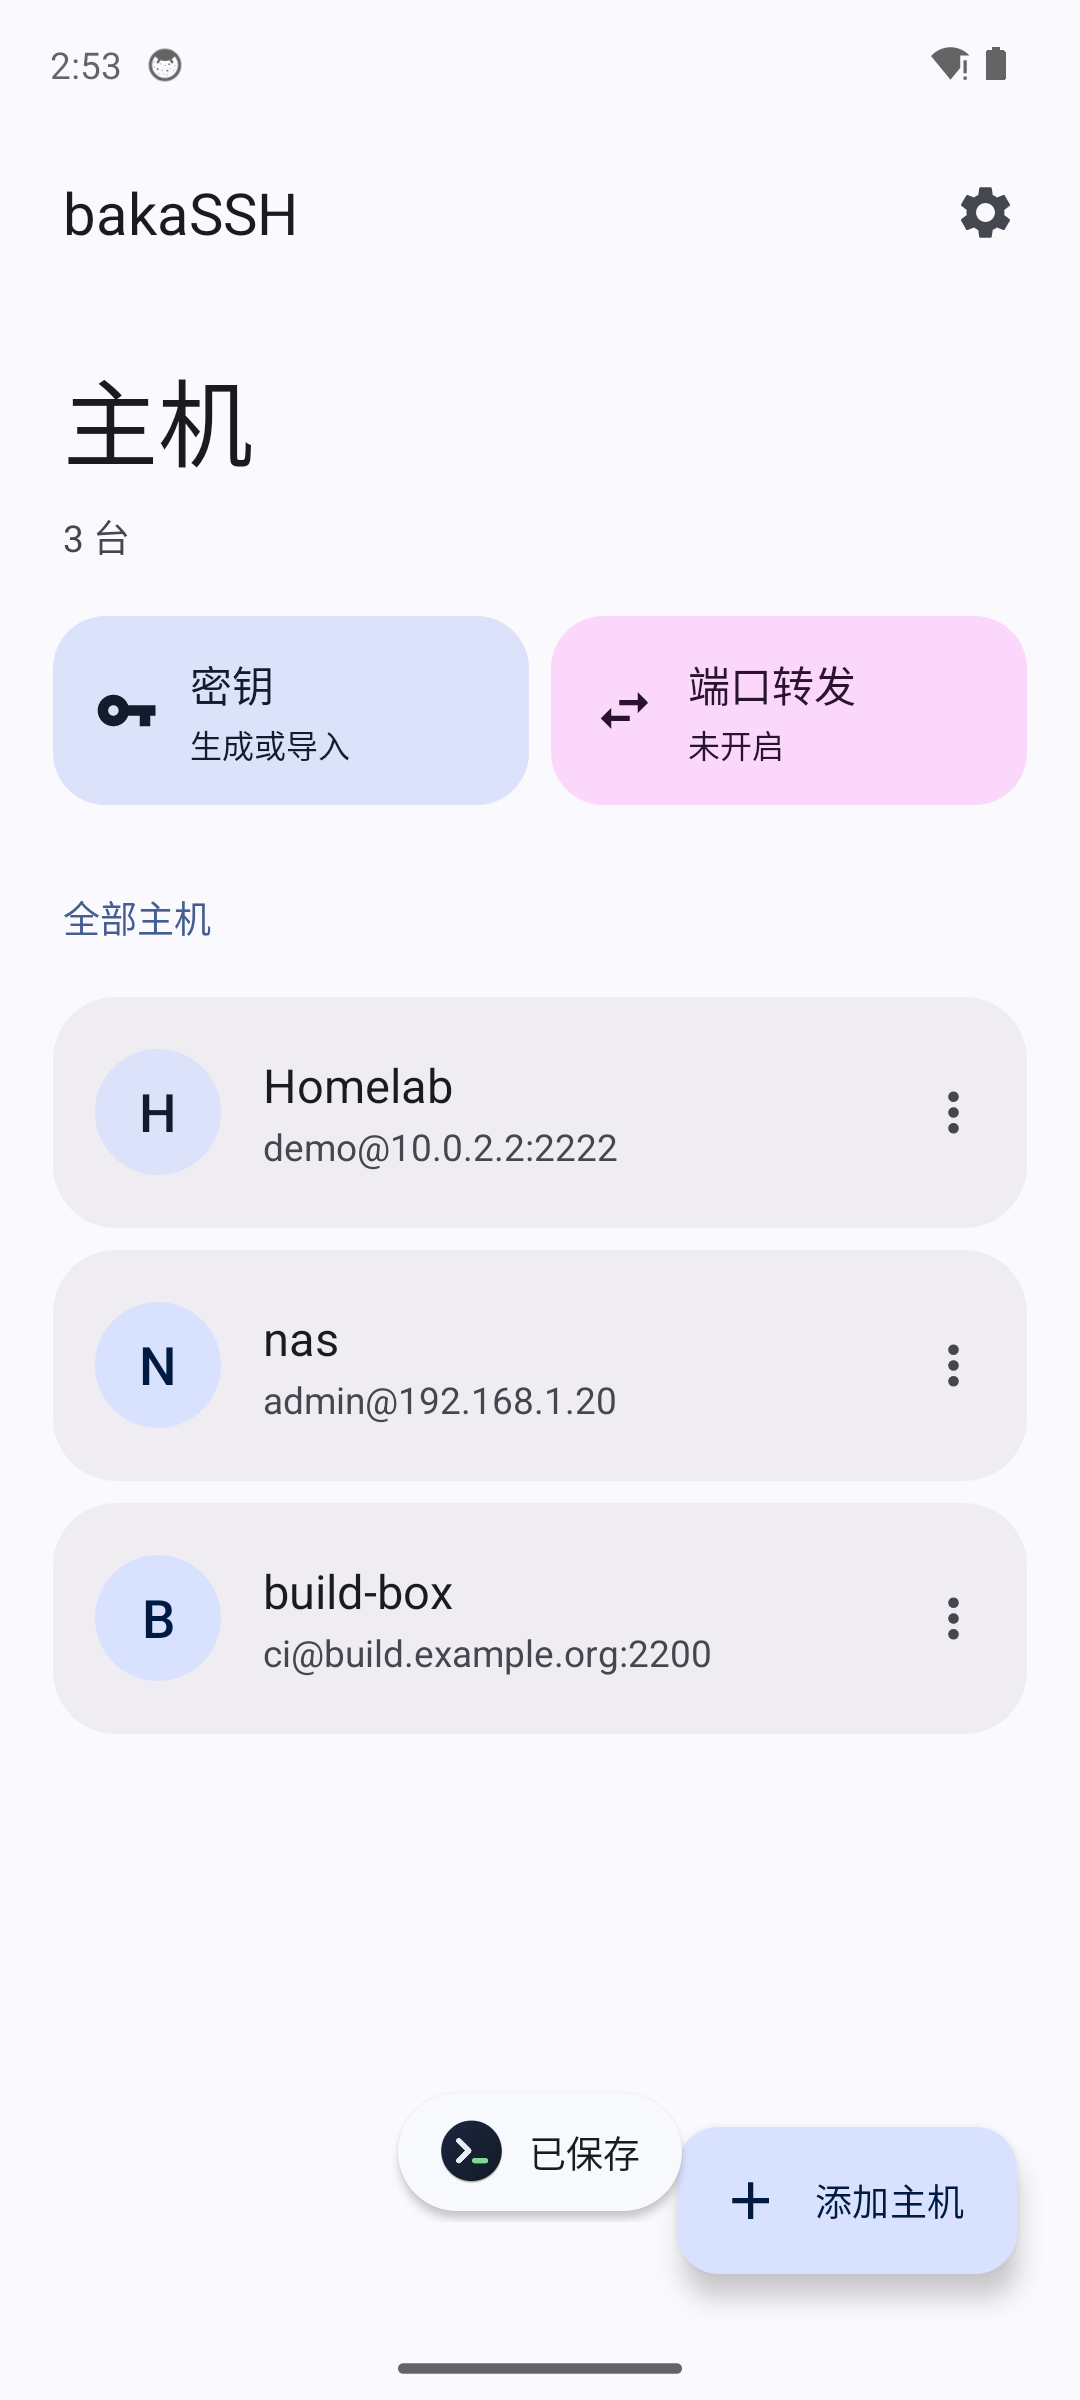 2:53
bakaSSH
主机
3 台
密钥
生成或导入
端口转发
未开启
全部主机
H
Homelab
demo@10.0.2.2:2222
N
nas
admin@192.168.1.20
B
build-box
ci@build.example.org:2200
已保存
添加主机